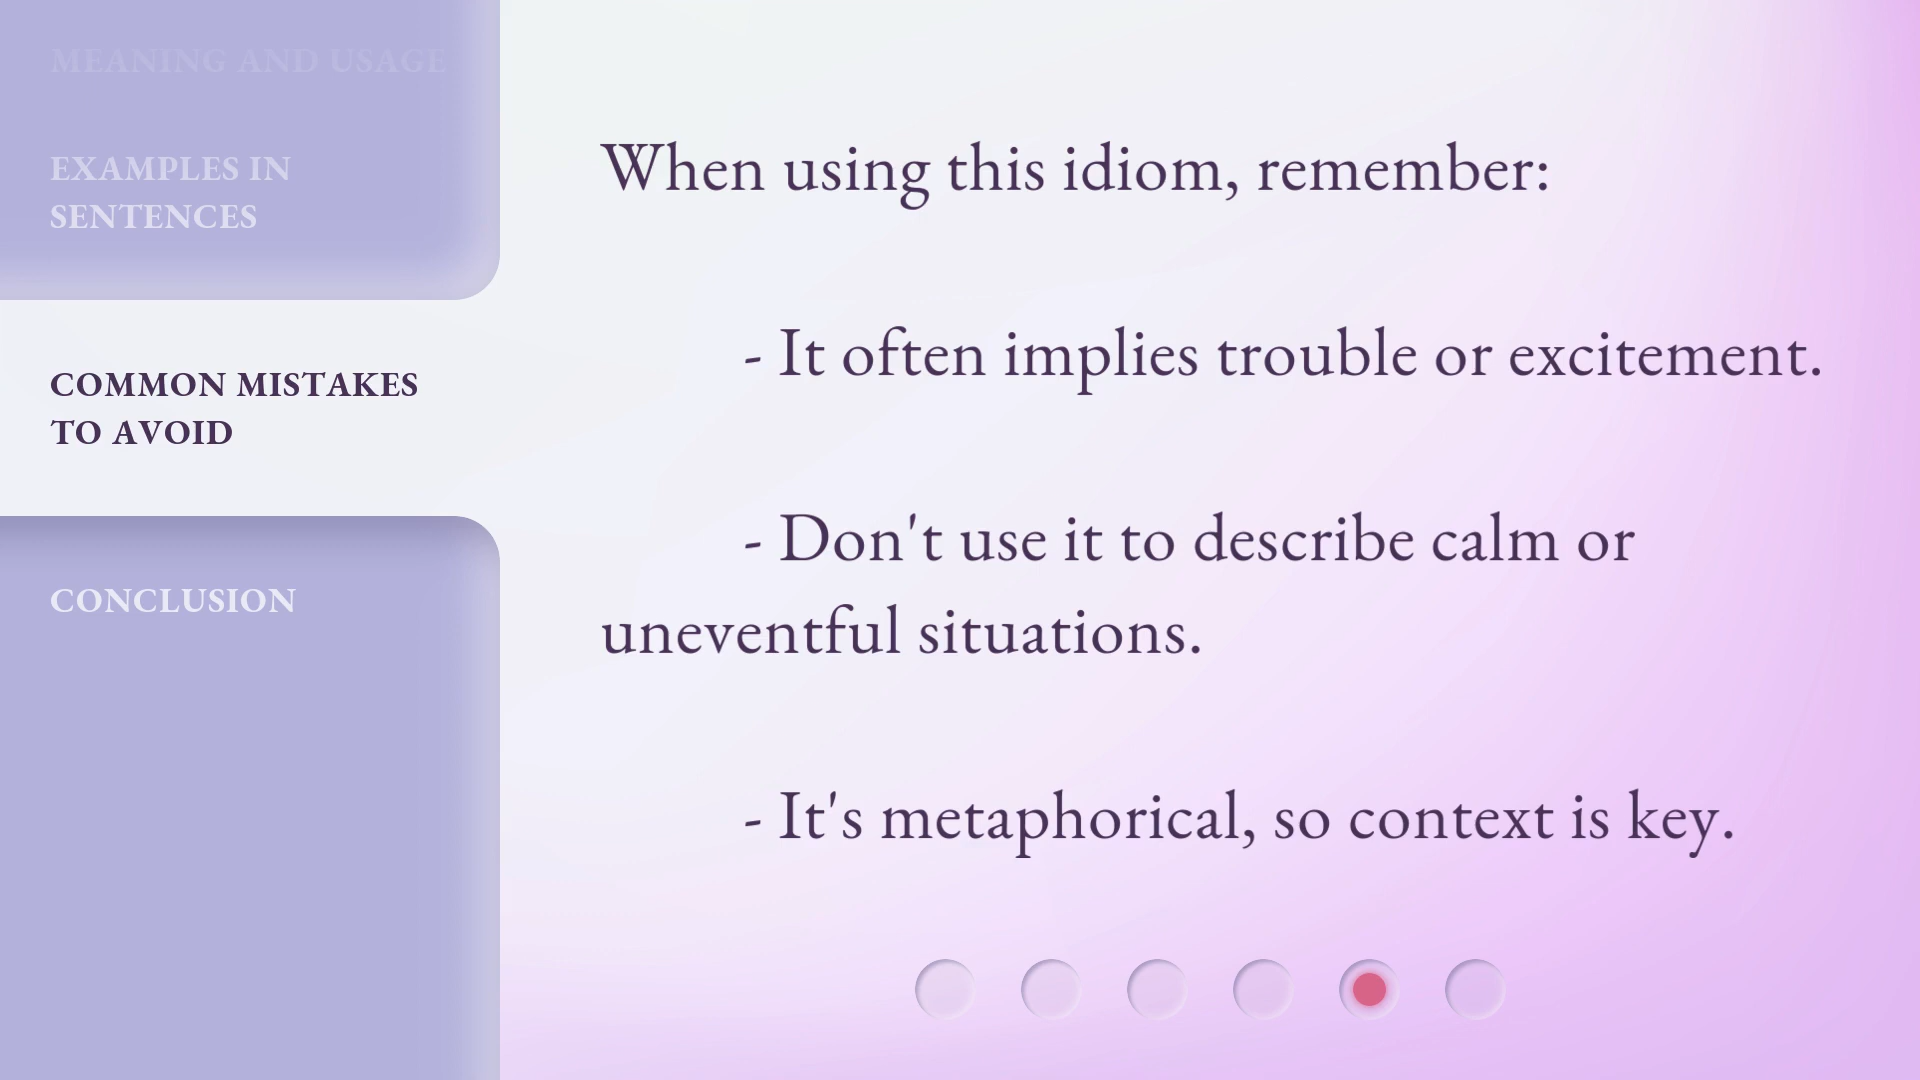 MEANING AND USAGE
EXAMPLES IN
SENTENCES
COMMON MISTAKES
TO AVOID
CONCLUSION
When using this idiom, remember:
- It often implies trouble or excitement.
- Don't use it to describe calm or
uneventful situations.
- It's metaphorical, so context is key.